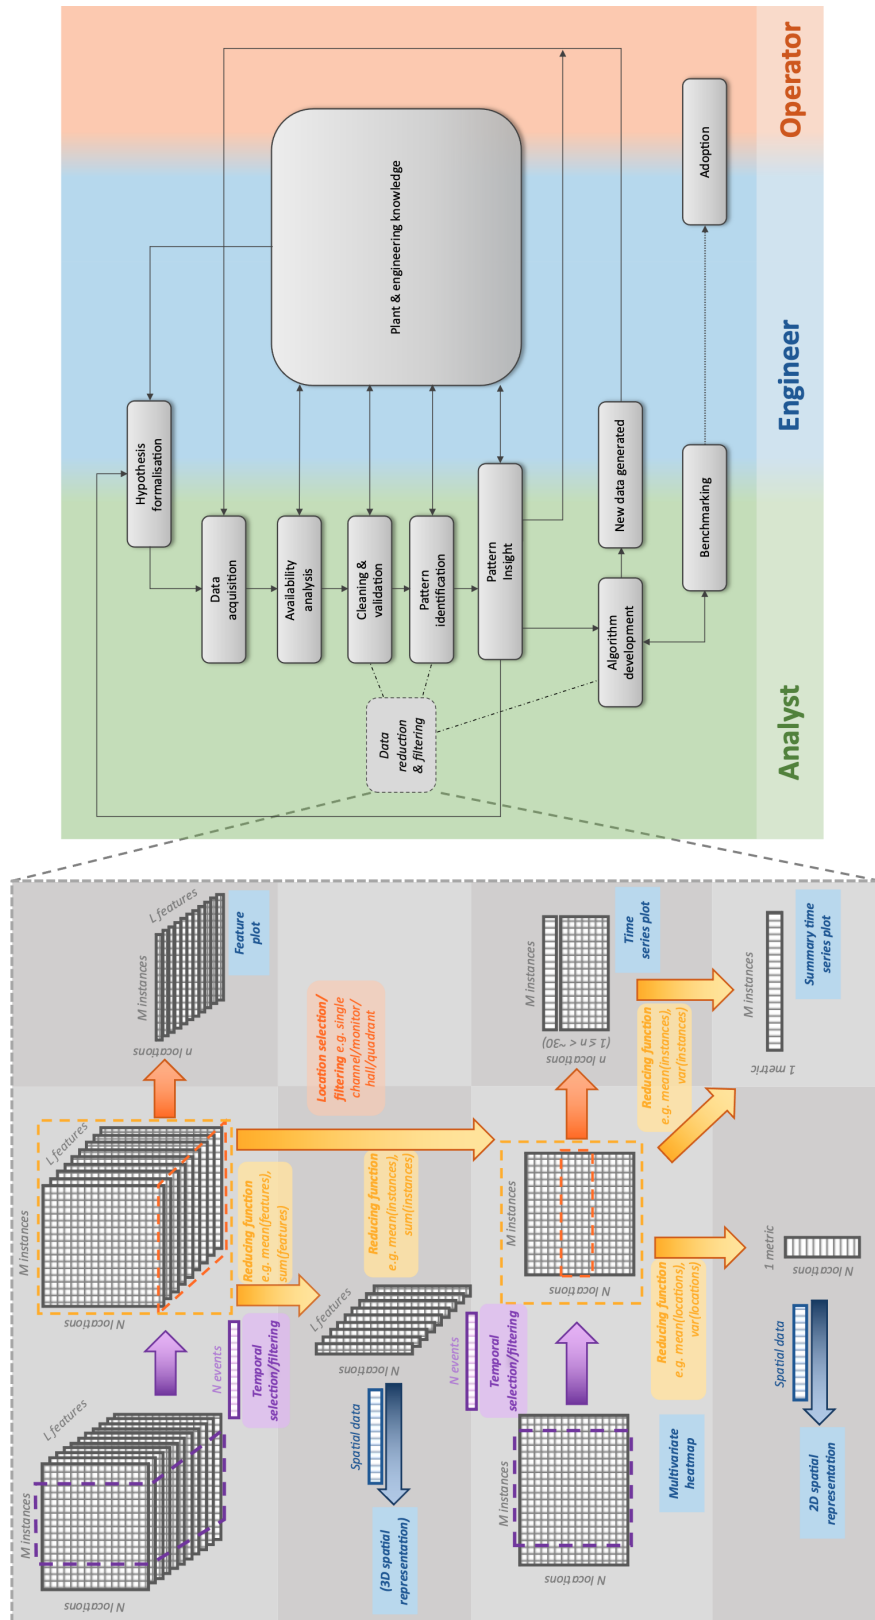 Analyst
Engineer
Operator
Hypothesis
formalisation
Data
acquisition
Availability
analysis
Cleaning &
validation
Pattern
identification
Pattern
Insight
Plant & engineering knowledge
Data
reduction
& filtering
Algorithm
development
New data generated
Benchmarking
Adoption
M instances
L features
N locations
N events
Temporal
selection/filtering
M instances
L features
N locations
M instances
L features
n locations
Feature
plot
Reducing function
e.g. mean(features),
sum(features)
Location selection/
filtering e.g. single
channel/monitor/
hall/quadrant
Reducing function
e.g. mean(instances),
sum(instances)
L features
N locations
Spatial data
(3D spatial
representation)
M instances
N locations
N events
Temporal
selection/filtering
Multivariate
heatmap
M instances
N locations
M instances
n locations
(1 ≤ n < ~30)
Time
series plot
Reducing function
e.g. mean(locations),
var(locations)
Reducing function
e.g. mean(instances),
var(instances)
1 metric
N locations
Spatial data
2D spatial
representation
M instances
1 metric
Summary time
series plot